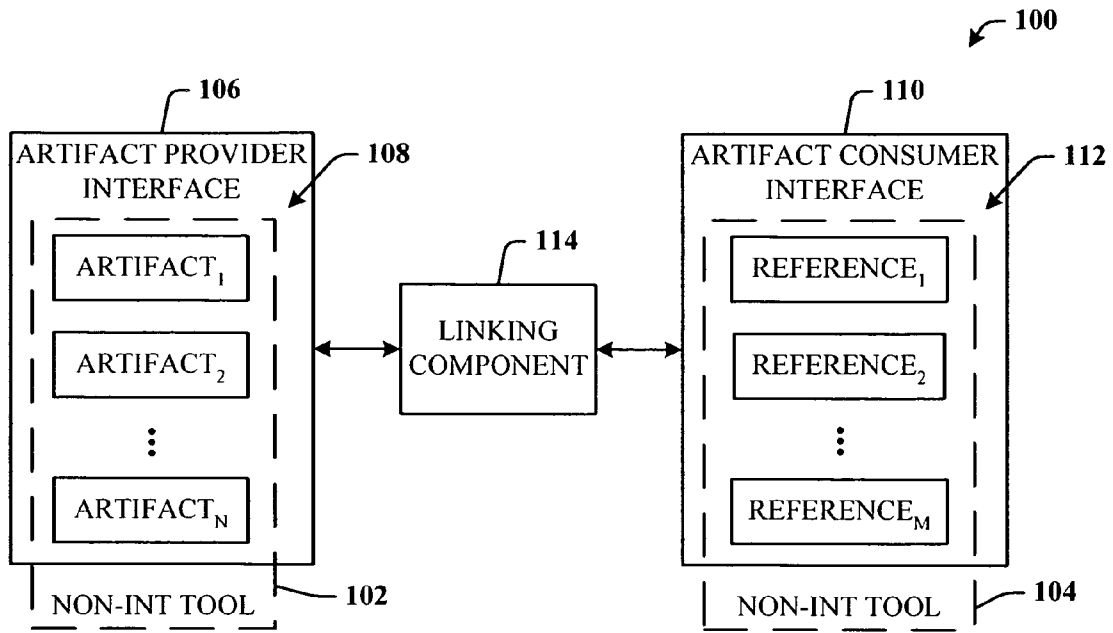 100
106
ARTIFACT PROVIDER
INTERFACE
108
ARTIFACT1
ARTIFACT2
ARTIFACTN
NON-INT TOOL
102
114
LINKING
COMPONENT
110
ARTIFACT CONSUMER
INTERFACE
112
REFERENCE1
REFERENCE2
REFERENCEM
NON-INT TOOL
104